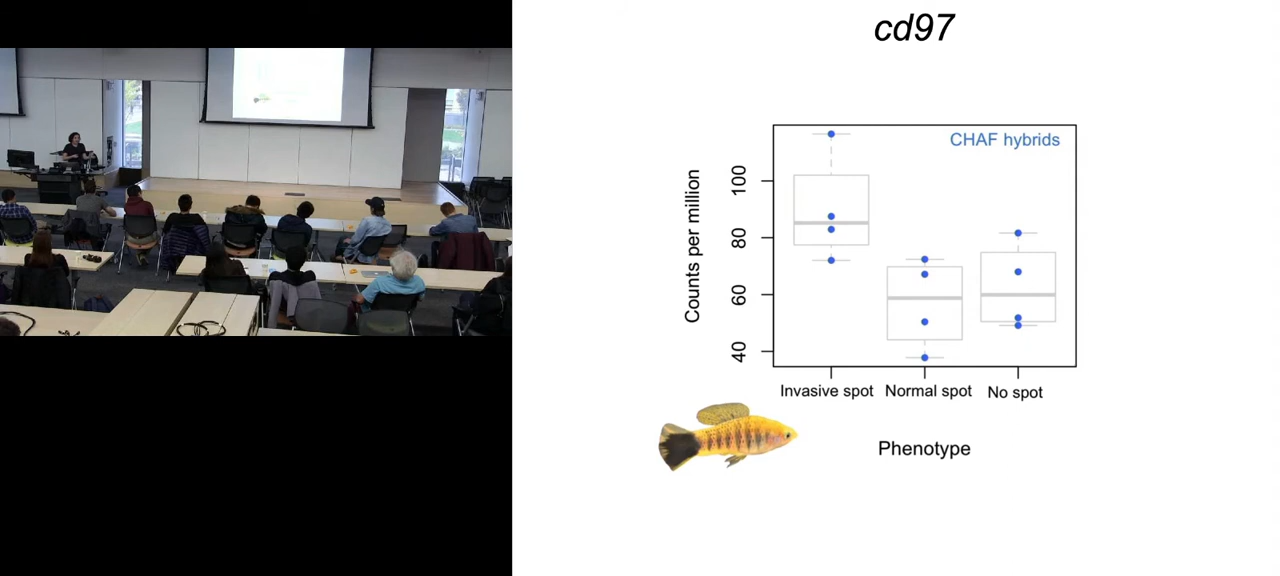 cd97
CHAF hybrids
Counts per million
100
80
60
40
Invasive spot Normal spot No spot
Phenotype